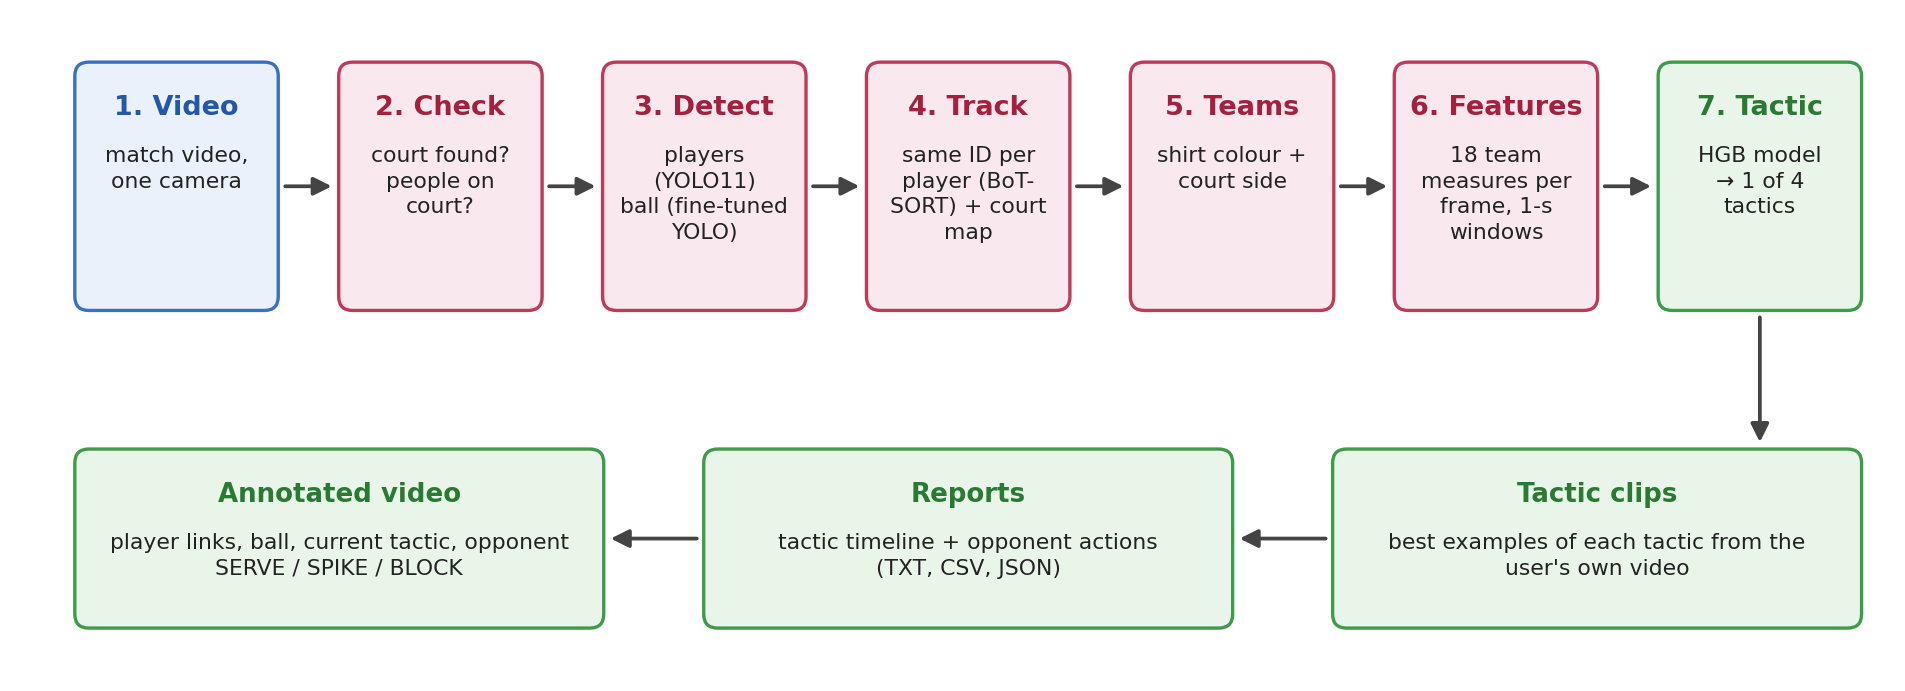 1. Video
match video,
one camera
2. Check
court found?
people on
court?
3. Detect
players
(YOLO11)
ball (fine-tuned
YOLO)
4. Track
same ID per
player (BoT-
SORT) + court
map
5. Teams
shirt colour +
court side
6. Features
18 team
measures per
frame, 1-s
windows
7. Tactic
HGB model
→ 1 of 4
tactics
Annotated video
player links, ball, current tactic, opponent
SERVE / SPIKE / BLOCK
Reports
tactic timeline + opponent actions
(TXT, CSV, JSON)
Tactic clips
best examples of each tactic from the
user's own video